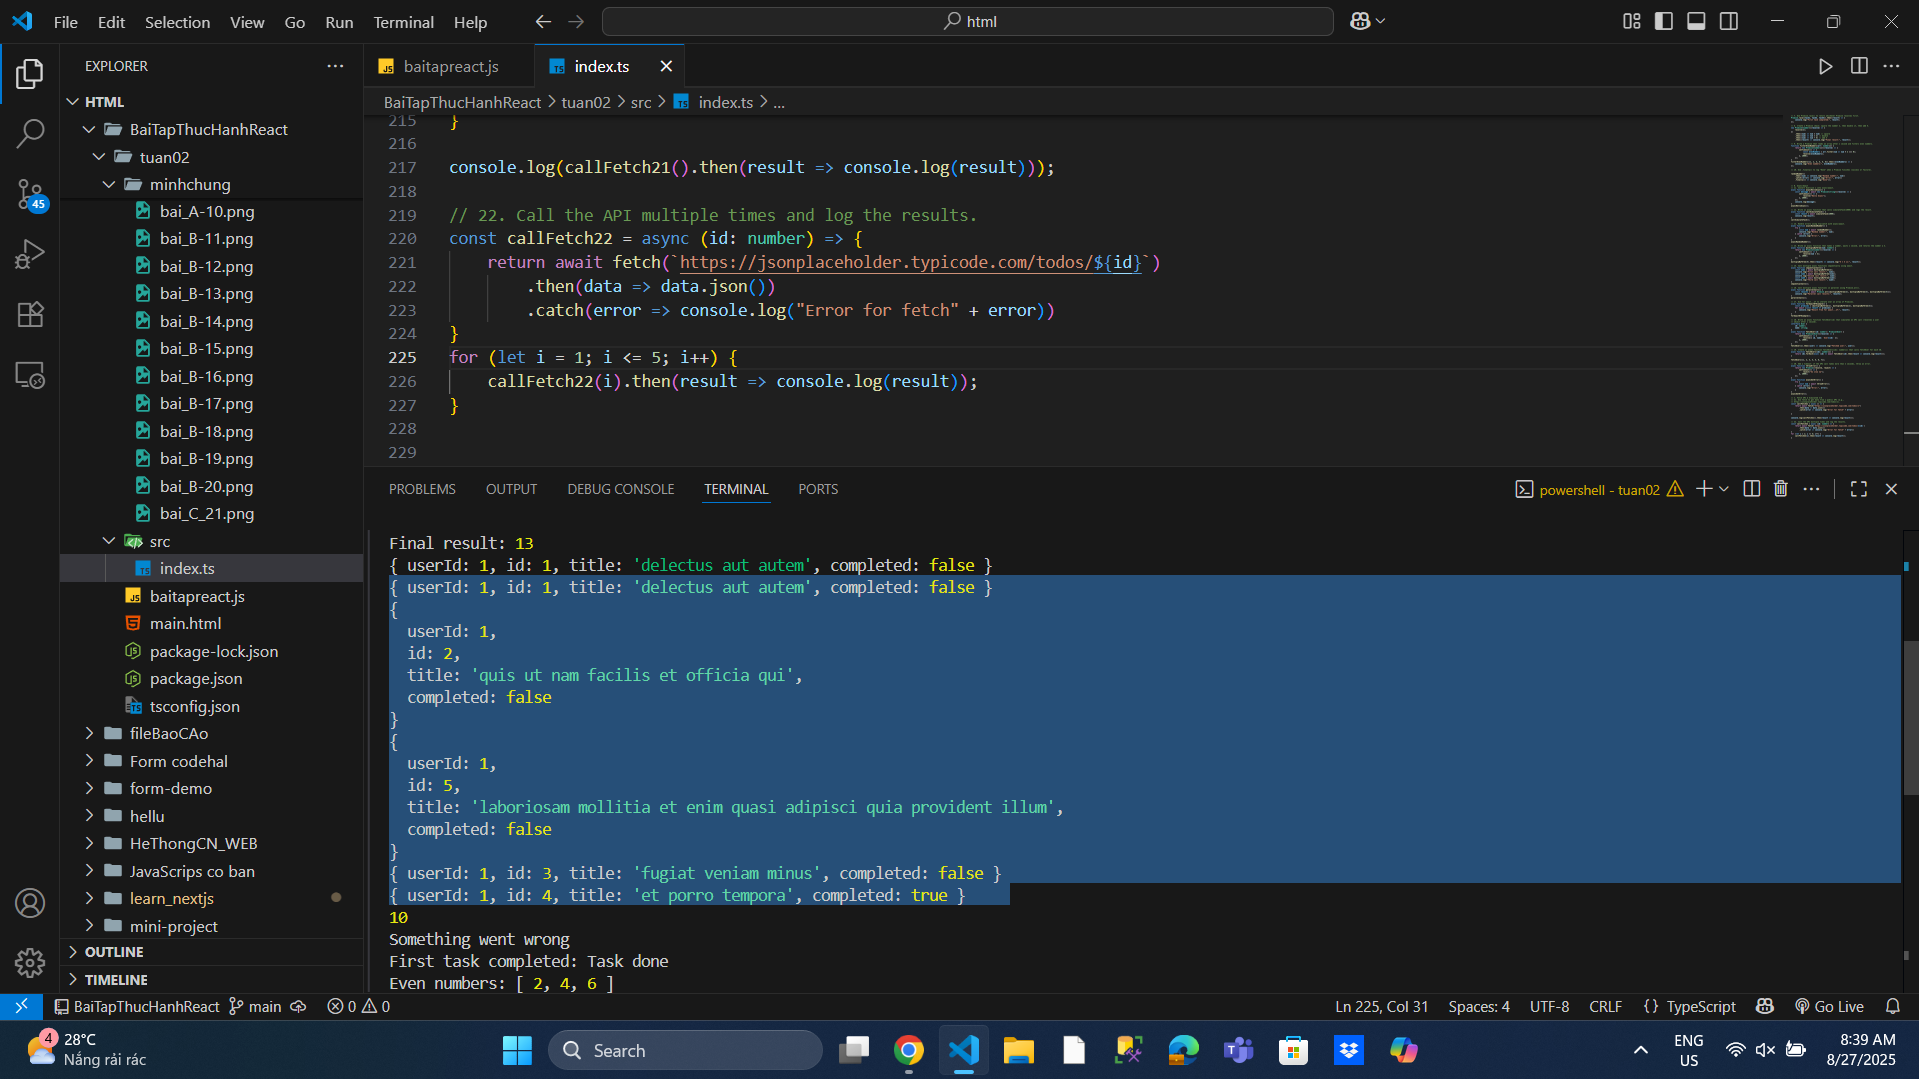 File Edit Selection View Go Run Terminal Help
html
EXPLORER
HTML
BaiTapThucHanhReact
tuan02
minhchung
bai_A-10.png
bai_B-11.png
bai_B-12.png
bai_B-13.png
bai_B-14.png
bai_B-15.png
bai_B-16.png
bai_B-17.png
bai_B-18.png
bai_B-19.png
bai_B-20.png
bai_C_21.png
src
index.ts
baitapreact.js
main.html
package-lock.json
package.json
tsconfig.json
fileBaoCAo
Form codehal
form-demo
hellu
HeThongCN_WEB
JavaScrips co ban
learn_nextjs
mini-project
OUTLINE
TIMELINE
45
baitapreact.js
index.ts
BaiTapThucHanhReact > tuan02 > src > index.ts > ...
215 }
216
217 console.log(callFetch21().then(result => console.log(result)));
218
219 // 22. Call the API multiple times and log the results.
220 const callFetch22 = async (id: number) => {
221 return await fetch(`https://jsonplaceholder.typicode.com/todos/${id}`)
222 .then(data => data.json())
223 .catch(error => console.log("Error for fetch" + error))
224 }
225 for (let i = 1; i <= 5; i++) {
226 callFetch22(i).then(result => console.log(result));
227 }
228
229
PROBLEMS OUTPUT DEBUG CONSOLE TERMINAL PORTS
powershell - tuan02
Final result: 13
{ userId: 1, id: 1, title: 'delectus aut autem', completed: false }
{ userId: 1, id: 1, title: 'delectus aut autem', completed: false }
{
userId: 1,
id: 2,
title: 'quis ut nam facilis et officia qui',
completed: false
}
{
userId: 1,
id: 5,
title: 'laboriosam mollitia et enim quasi adipisci quia provident illum',
completed: false
}
{ userId: 1, id: 3, title: 'fugiat veniam minus', completed: false }
{ userId: 1, id: 4, title: 'et porro tempora', completed: true }
10
Something went wrong
First task completed: Task done
Even numbers: [ 2, 4, 6 ]
BaiTapThucHanhReact main 0 0
Ln 225, Col 31 Spaces: 4 UTF-8 CRLF {} TypeScript Go Live
4
28°C
Nắng rải rác
Search
ENG
US
8:39 AM
8/27/2025